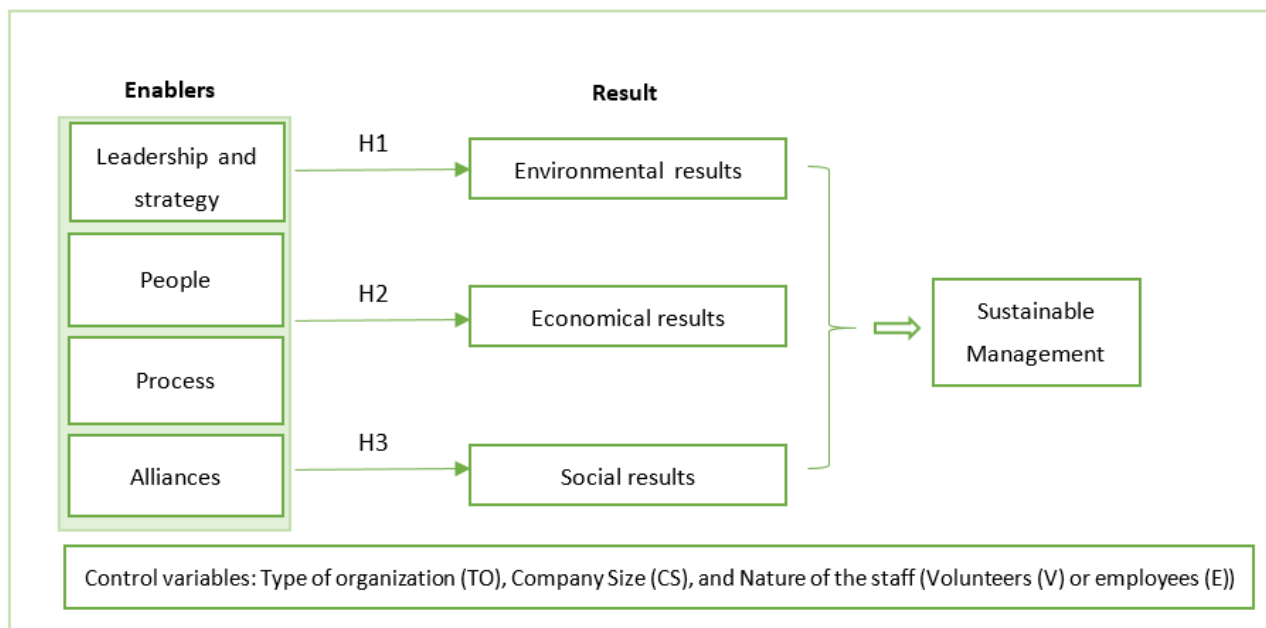 Enablers
Result
Leadership and
strategy
H1
Environmental results
People
H2
Economical results
Sustainable
Management
Process
Alliances
H3
Social results
Control variables: Type of organization (TO), Company Size (CS), and Nature of the staff (Volunteers (V) or employees (E))